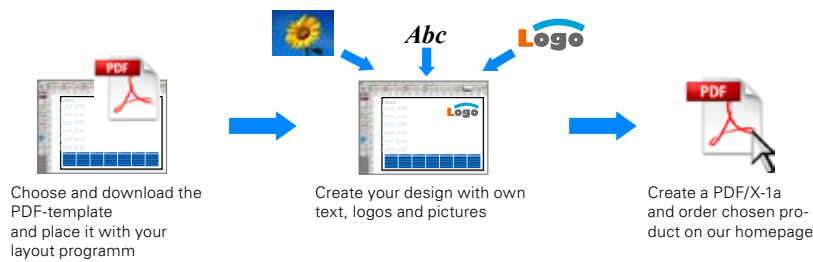 Abc
Logo
PDF
Logo
PDF
Choose and download the
PDF-template
and place it with your
layout programm
Create your design with own
text, logos and pictures
Create a PDF/X-1a
and order chosen pro-
duct on our homepage